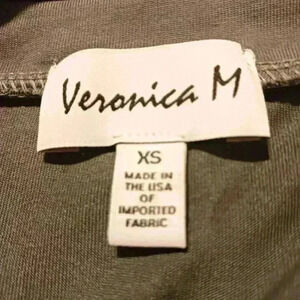 Veronica M
XS
MADE IN
THE USA
OF
IMPORTED
FABRIC